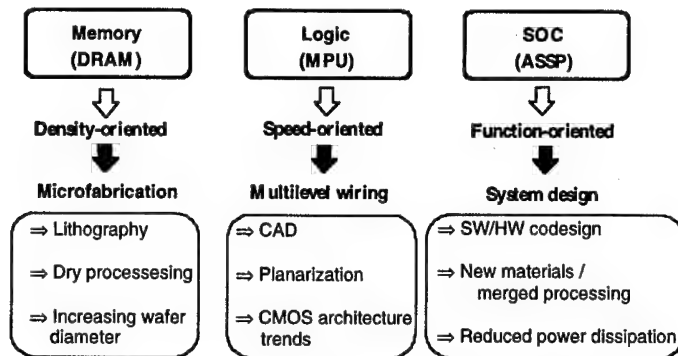 Memory
(DRAM)
Logic
(MPU)
SOC
(ASSP)
Density-oriented
Speed-oriented
Function-oriented
Microfabrication
Multilevel wiring
System design
⇒ Lithography
⇒ Dry processesing
⇒ Increasing wafer
diameter
⇒ CAD
⇒ Planarization
⇒ CMOS architecture
trends
⇒ SW/HW codesign
⇒ New materials /
merged processing
⇒ Reduced power dissipation